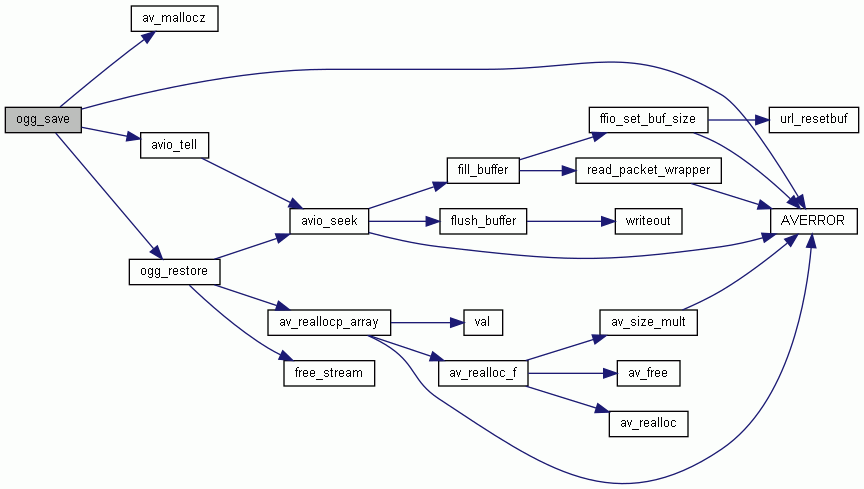 av_mallocz
ogg_save
ffio_set_buf_size
url_resetbuf
avio_tell
fill_buffer
read_packet_wrapper
avio_seek
flush_buffer
writeout
AVERROR
ogg_restore
av_reallocp_array
val
av_size_mult
free_stream
av_realloc_f
av_free
av_realloc